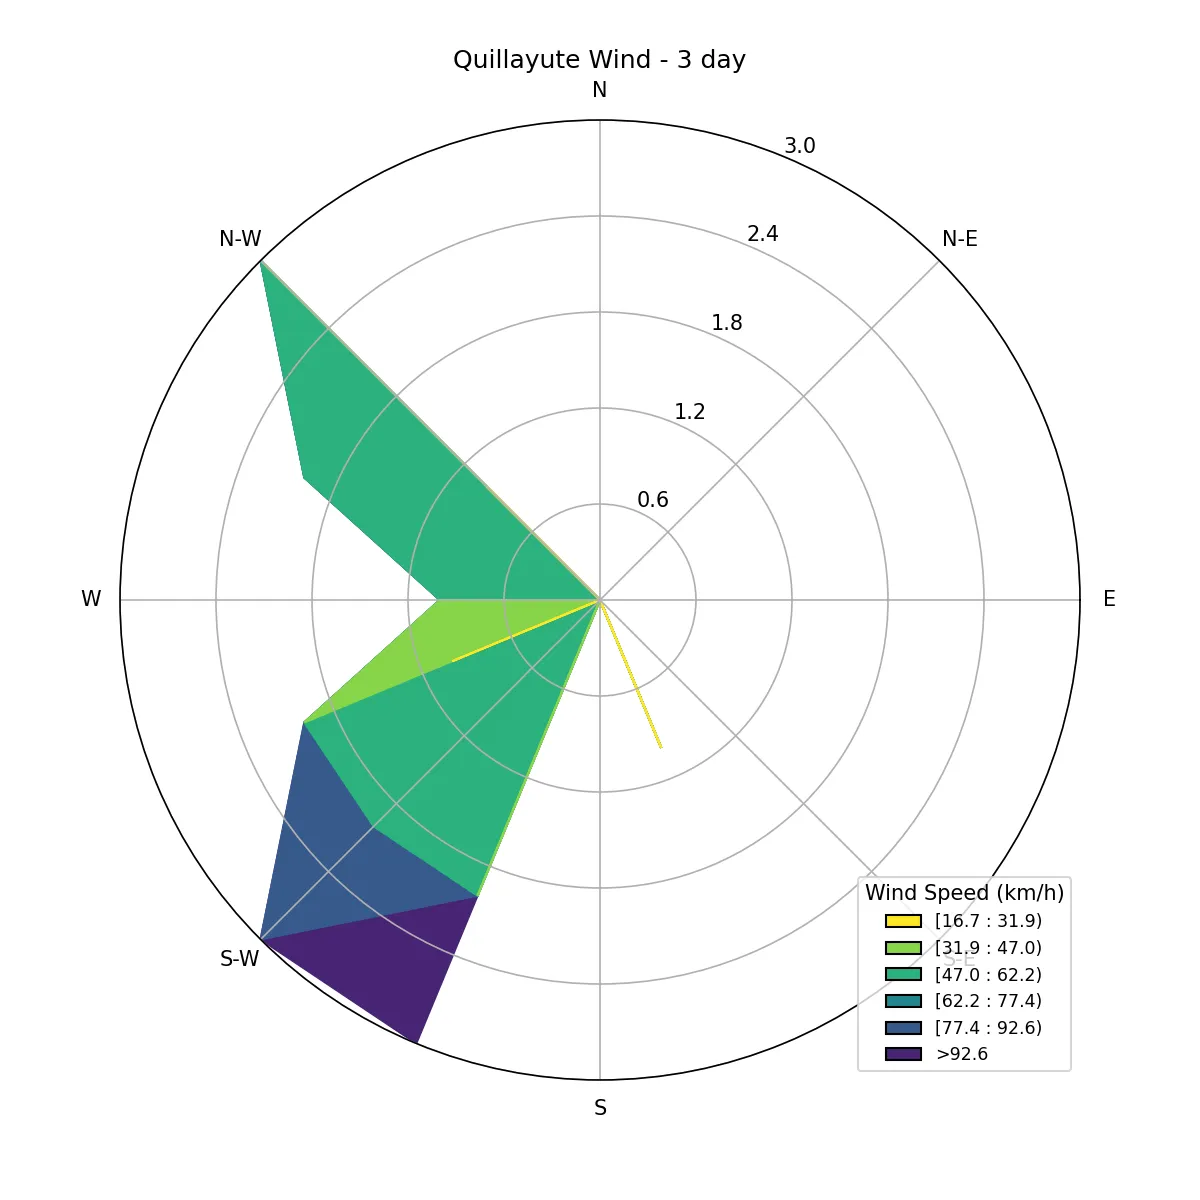 Quillayute Wind - 3 day
N
3.0
N-W
N-E
2.4
1.8
1.2
0.6
W
E
Wind Speed (km/h)
[16.7 : 31.9)
[31.9 : 47.0)
S-W
S-E
[47.0 : 62.2)
[62.2 : 77.4)
[77.4 : 92.6)
>92.6
S